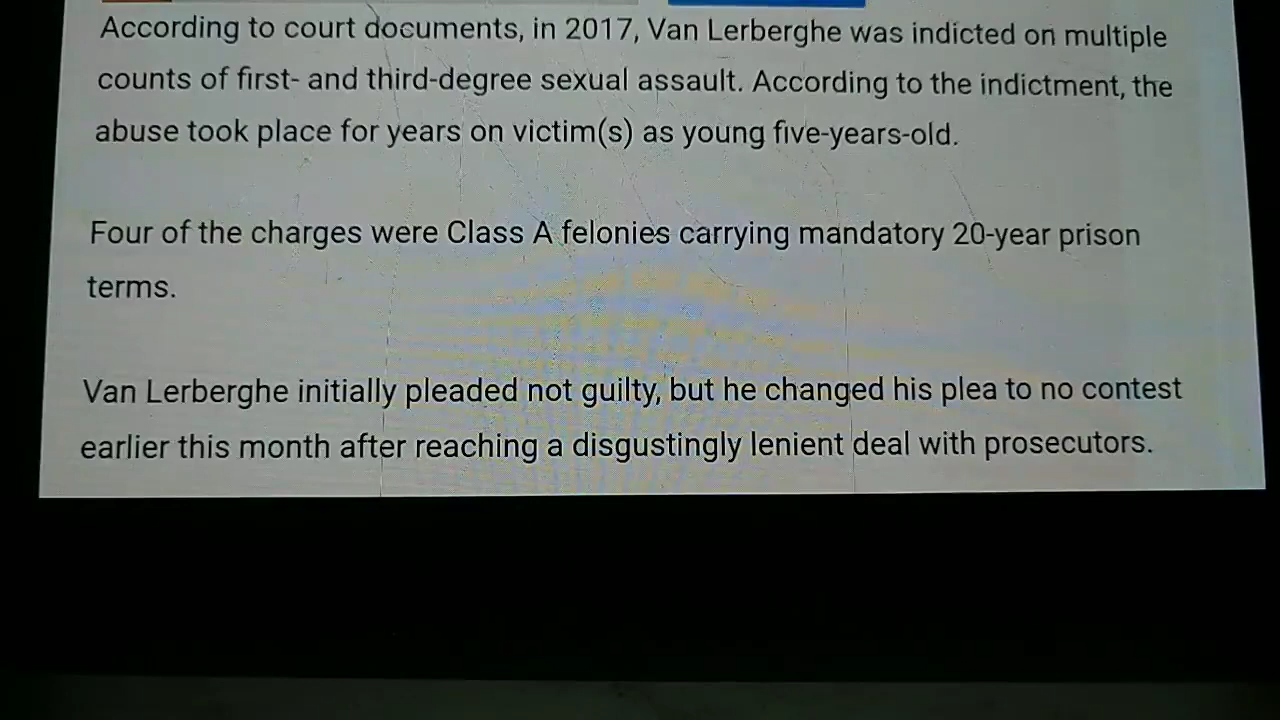 According to court documents, in 2017, Van Lerberghe was indicted on multiple
counts of first- and third-degree sexual assault. According to the indictment, the
abuse took place for years on victim(s) as young five-years-old.
Four of the charges were Class A felonies carrying mandatory 20-year prison
terms.
Van Lerberghe initially pleaded not guilty, but he changed his plea to no contest
earlier this month after reaching a disgustingly lenient deal with prosecutors.